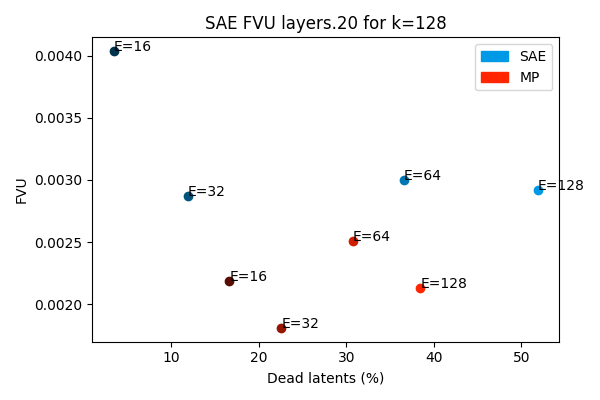 SAE FVU layers.20 for k=128
E=16
SAE
MP
0.0040
0.0035
0.0030
0.0025
0.0020
FVU
E=64
E=128
E=32
E=64
E=16
E=128
E=32
10
20
30
40
50
Dead latents (%)